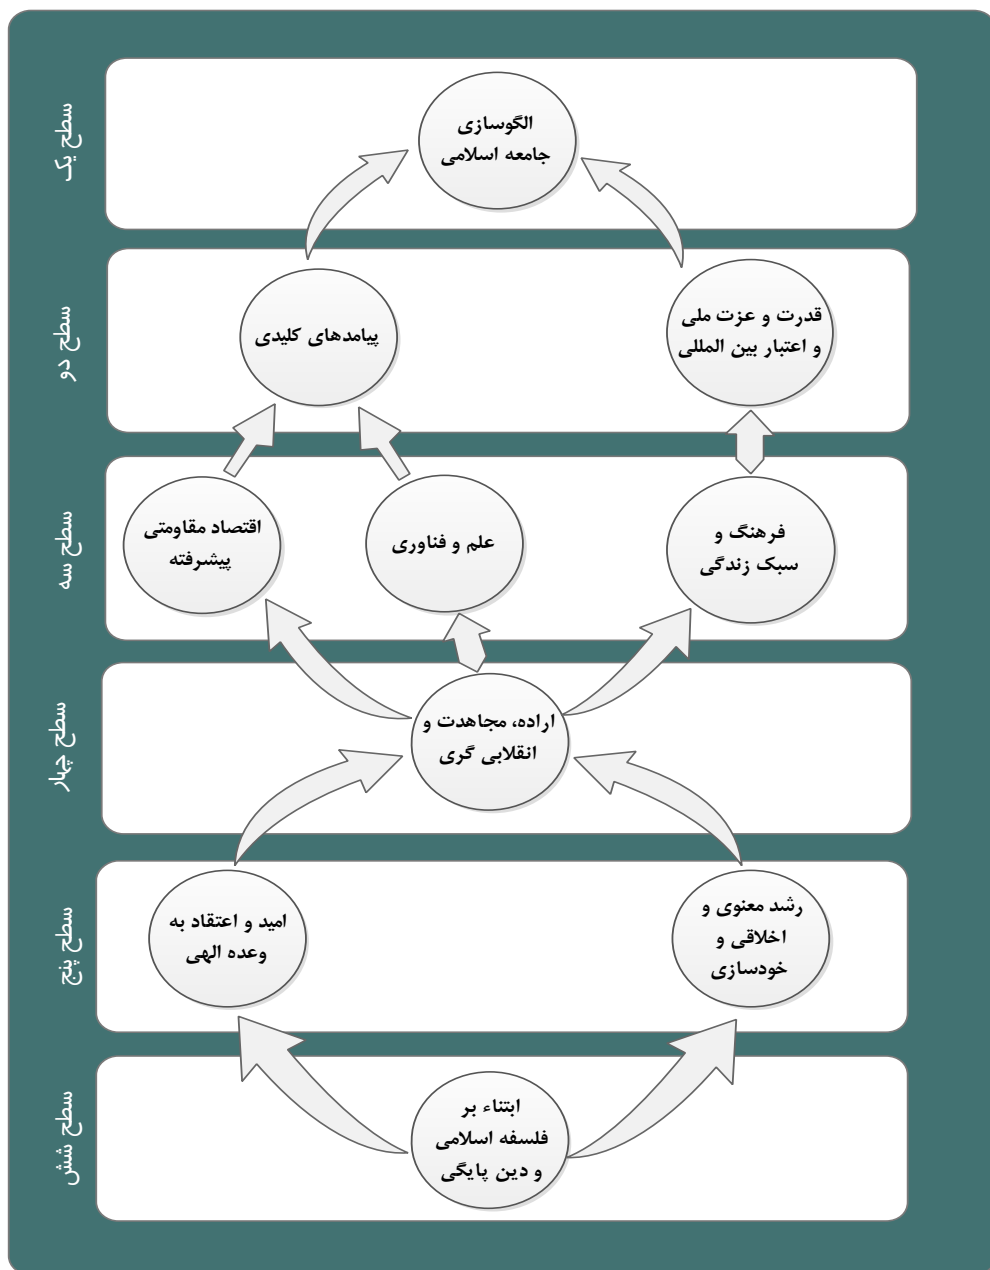 سطح یک
الگوسازی
جامعه اسلامی
سطح دو
قدرت و عزت ملی
و اعتبار بین المللی
پیامدهای کلیدی
سطح سه
فرهنگ و
سبک زندگی
علم و فناوری
اقتصاد مقاومتی
پیشرفته
سطح چهار
اراده، مجاهدت و
انقلابی گری
سطح پنج
رشد معنوی و
اخلاقی و
خودسازی
امید و اعتقاد به
وعده الهی
سطح شش
ابتناء بر
فلسفه اسلامی
و دین پایگی